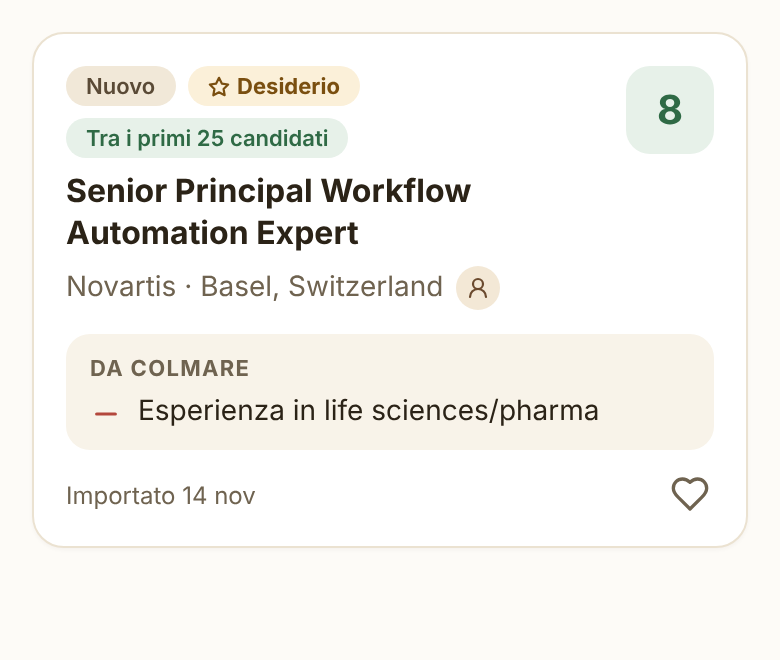 Nuovo
Desiderio
Tra i primi 25 candidati
8
Senior Principal Workflow
Automation Expert
Novartis · Basel, Switzerland
DA COLMARE
— Esperienza in life sciences/pharma
Importato 14 nov